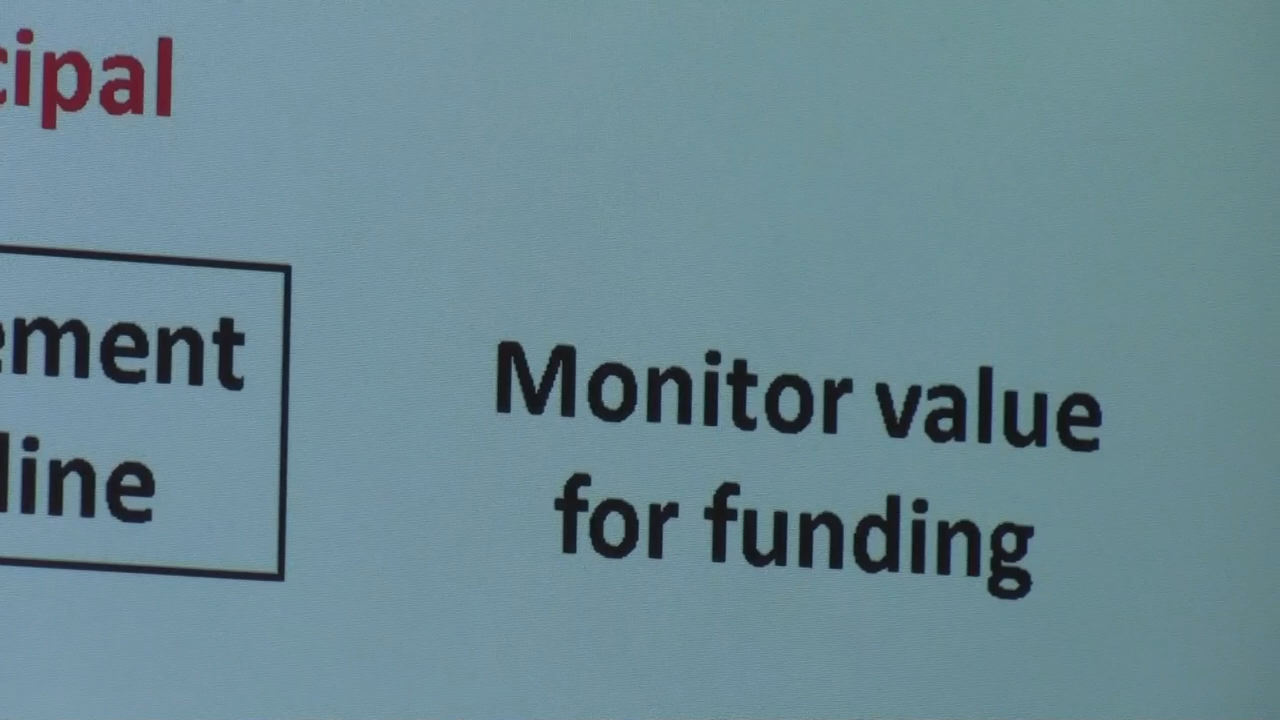 cipal
ement
line
Monitor value
for funding